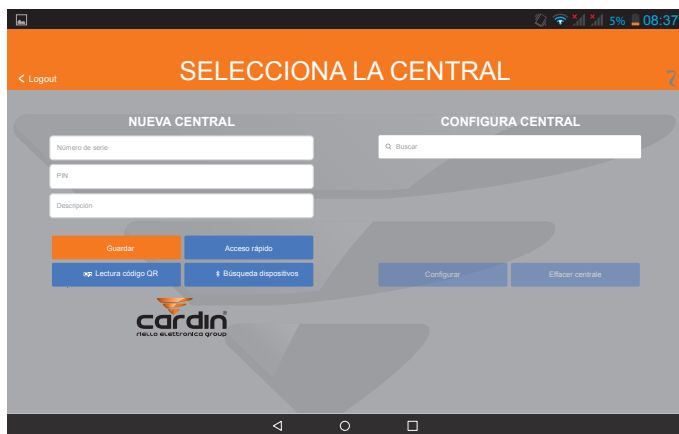 5% 08:37
Logout
SELECCIONA LA CENTRAL
NUEVA CENTRAL
Número de serie
PIN
Descripción
Guardar
Acceso rápido
Lectura código QR
Búsqueda dispositivos
CONFIGURA CENTRAL
Buscar
Configurar
Effacer centrale
cardin
riello elettronica group